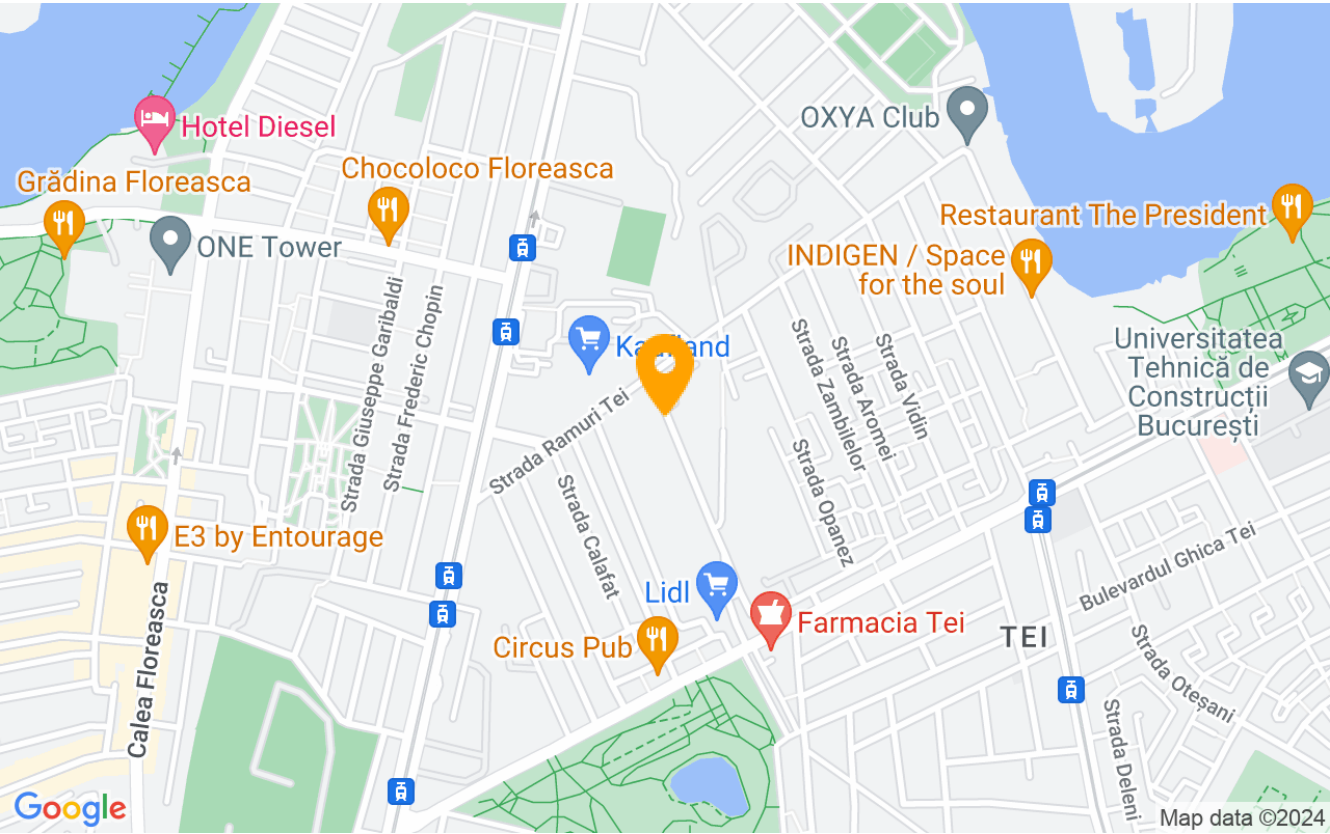 OXYA Club
Hotel Diesel
Chocoloco Floreasca
Grădina Floreasca
Restaurant The President
ONE Tower
INDIGEN / Space
for the soul
Strada Giuseppe Garibaldi
Strada Frederic Chopin
Kaufland
Strada Zambilelor
Strada Aromei
Strada Vidin
Universitatea
Tehnică de
Construcții
București
Strada Ramuri Tei
Strada Opanez
Strada Calafat
E3 by Entourage
Bulevardul Ghica Tei
Lidl
Farmacia Tei
TEI
Circus Pub
Calea Floreasca
Strada Oteșani
Strada Deleni
Google
Map data ©2024